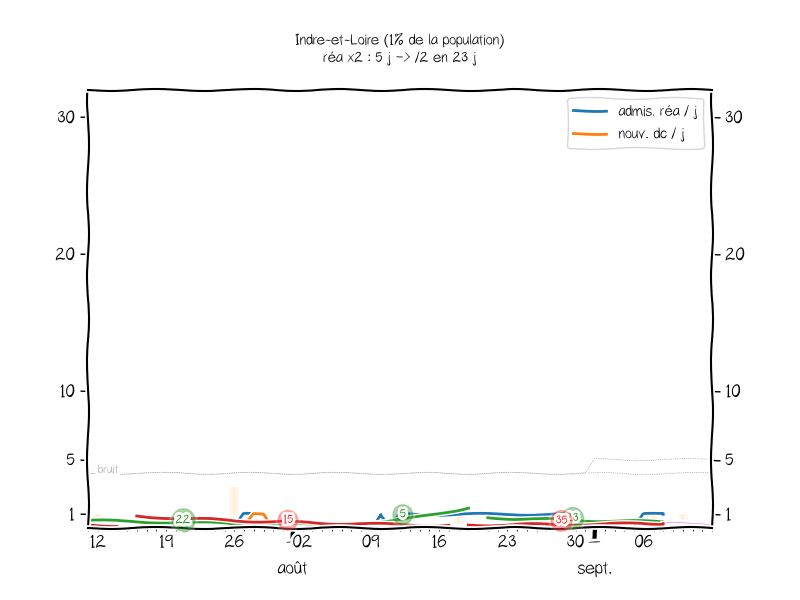 Indre-et-Loire (1% de la population)
réa x2 : 5 j -> /2 en 23 j
admis. réa / j
nouv. dc / j
30 30
20 20
10 10
5 5
bruit
1 1
22 15 5 35
12 19 26 02 09 16 23 30 06
août sept.